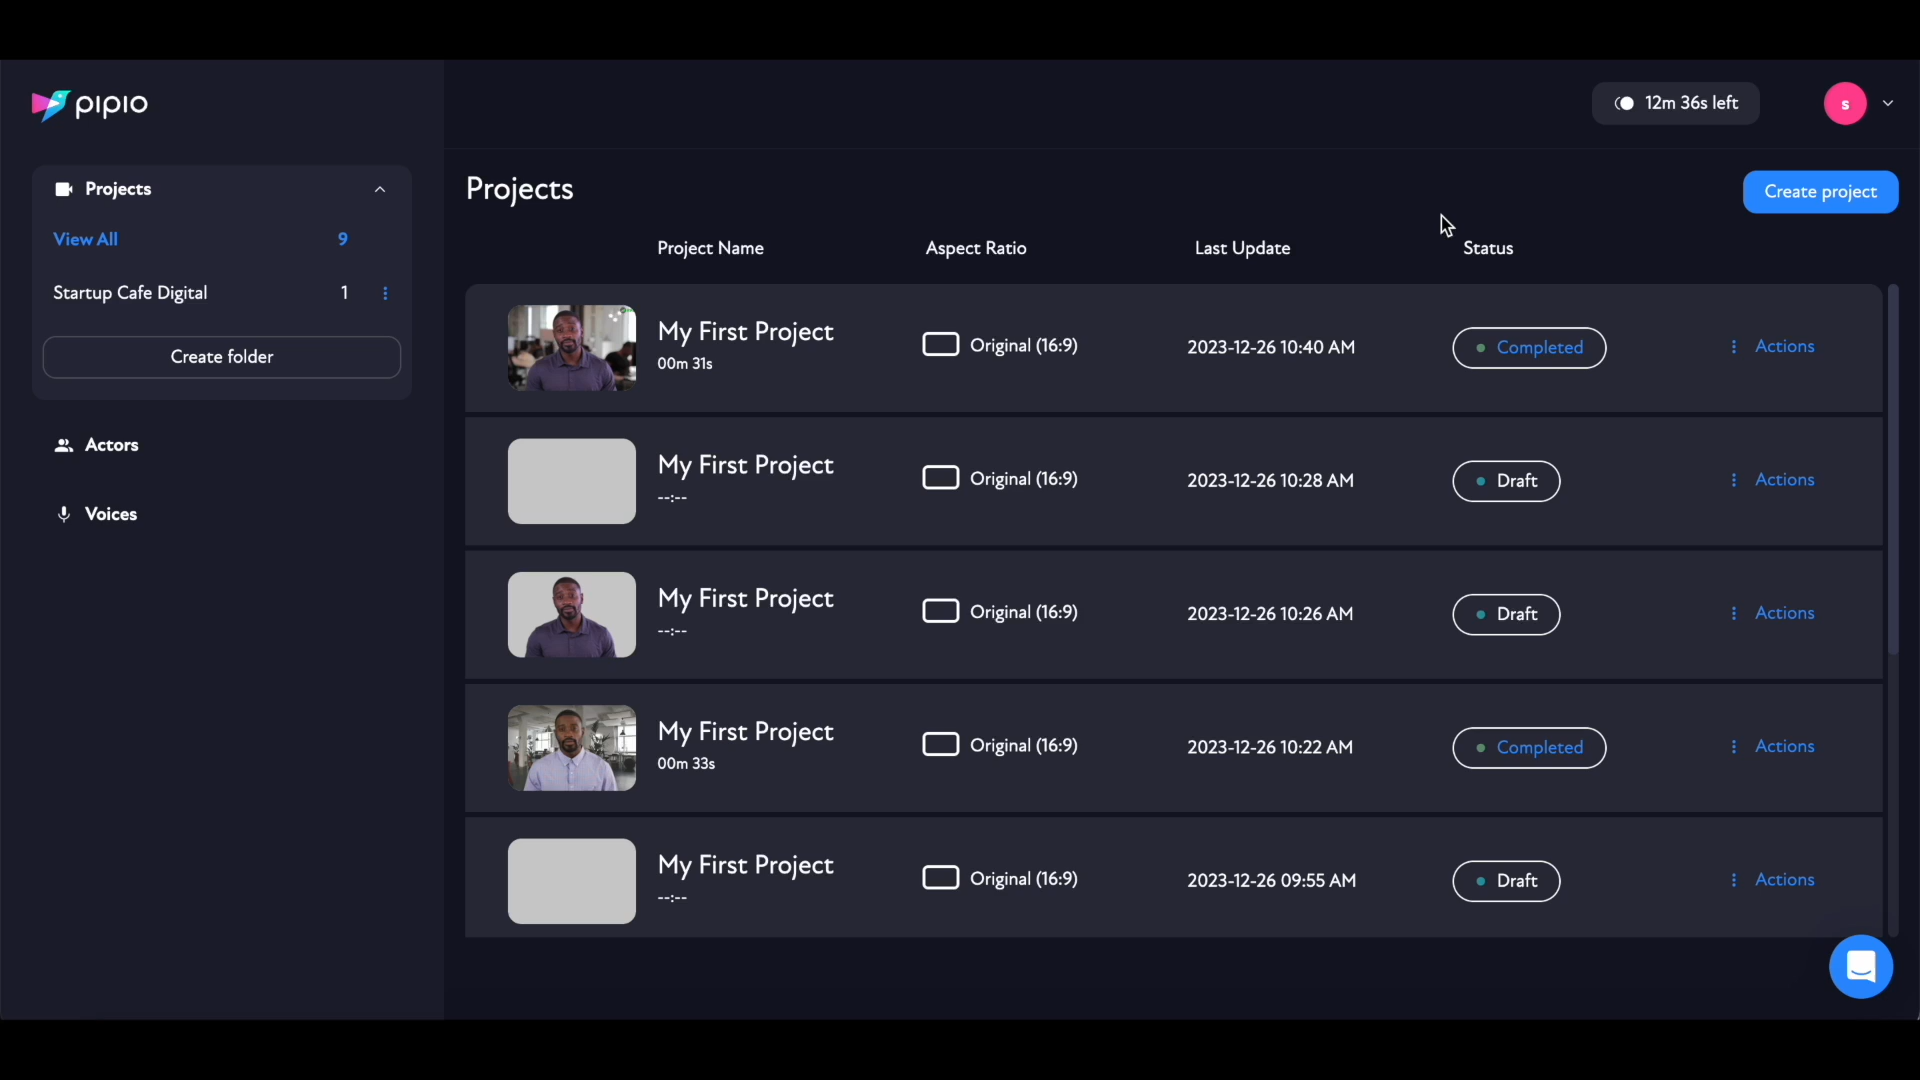 pipio
12m 36s left
s
Projects
View All 9
Startup Cafe Digital 1
Create folder
Actors
Voices
Projects
Create project
Project Name Aspect Ratio Last Update Status
My First Project
00m 31s
Original (16:9)
2023-12-26 10:40 AM
Completed
Actions
My First Project
--:--
Original (16:9)
2023-12-26 10:28 AM
Draft
Actions
My First Project
--:--
Original (16:9)
2023-12-26 10:26 AM
Draft
Actions
My First Project
00m 33s
Original (16:9)
2023-12-26 10:22 AM
Completed
Actions
My First Project
--:--
Original (16:9)
2023-12-26 09:55 AM
Draft
Actions